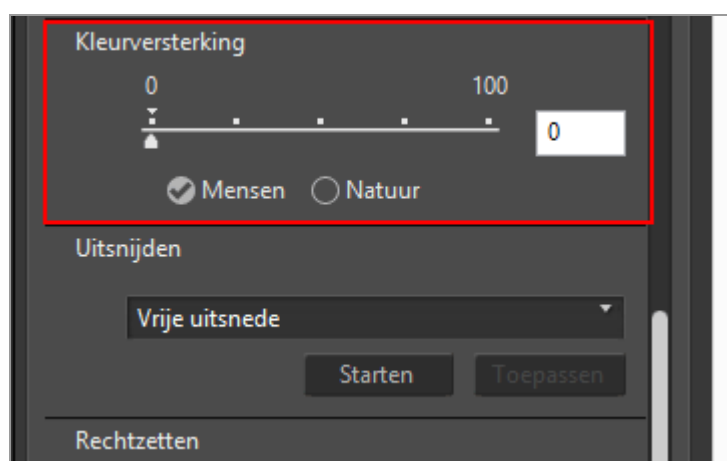 Kleurversterking
0 100
0
Mensen Natuur
Uitsnijden
Vrije uitsnede
Starten Toepassen
Rechtzetten